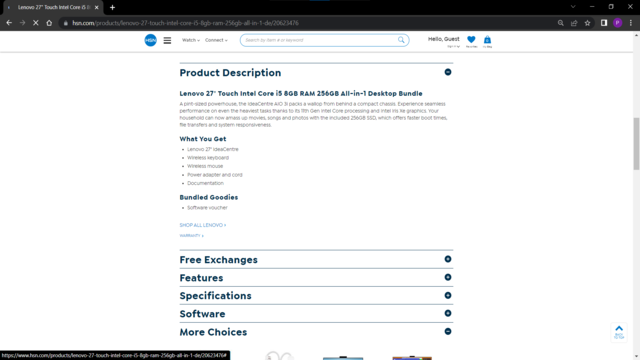 Lenovo 27" Touch Intel Core i5 8
hsn.com/products/lenovo-27-touch-intel-core-i5-8gb-ram-256gb-all-in-1-de/20623476
P
HSN
Watch
Connect
Search by item # or keyword
Hello, Guest
Product Description
Lenovo 27" Touch Intel Core i5 8GB RAM 256GB All-in-1 Desktop Bundle
A pint-sized powerhouse, the IdeaCentre AIO 3i packs a wallop from behind a compact chassis. Experience seamless
performance on even the heaviest tasks thanks to its 11th Gen Intel Core processing and Intel Iris Xe graphics. Your
household can now amass up movies, songs and photos with the included 256GB SSD, which offers faster boot times,
file transfers and system responsiveness.
What You Get
• Lenovo 27" IdeaCentre
• Wireless keyboard
• Wireless mouse
• Power adapter and cord
• Documentation
Bundled Goodies
• Software voucher
SHOP ALL LENOVO >
WARRANTY
Free Exchanges
Features
Specifications
Software
More Choices
BACK
TO TOP
https://www.hsn.com/products/lenovo-27-touch-intel-core-i5-8gb-ram-256gb-all-in-1-de/20623476#